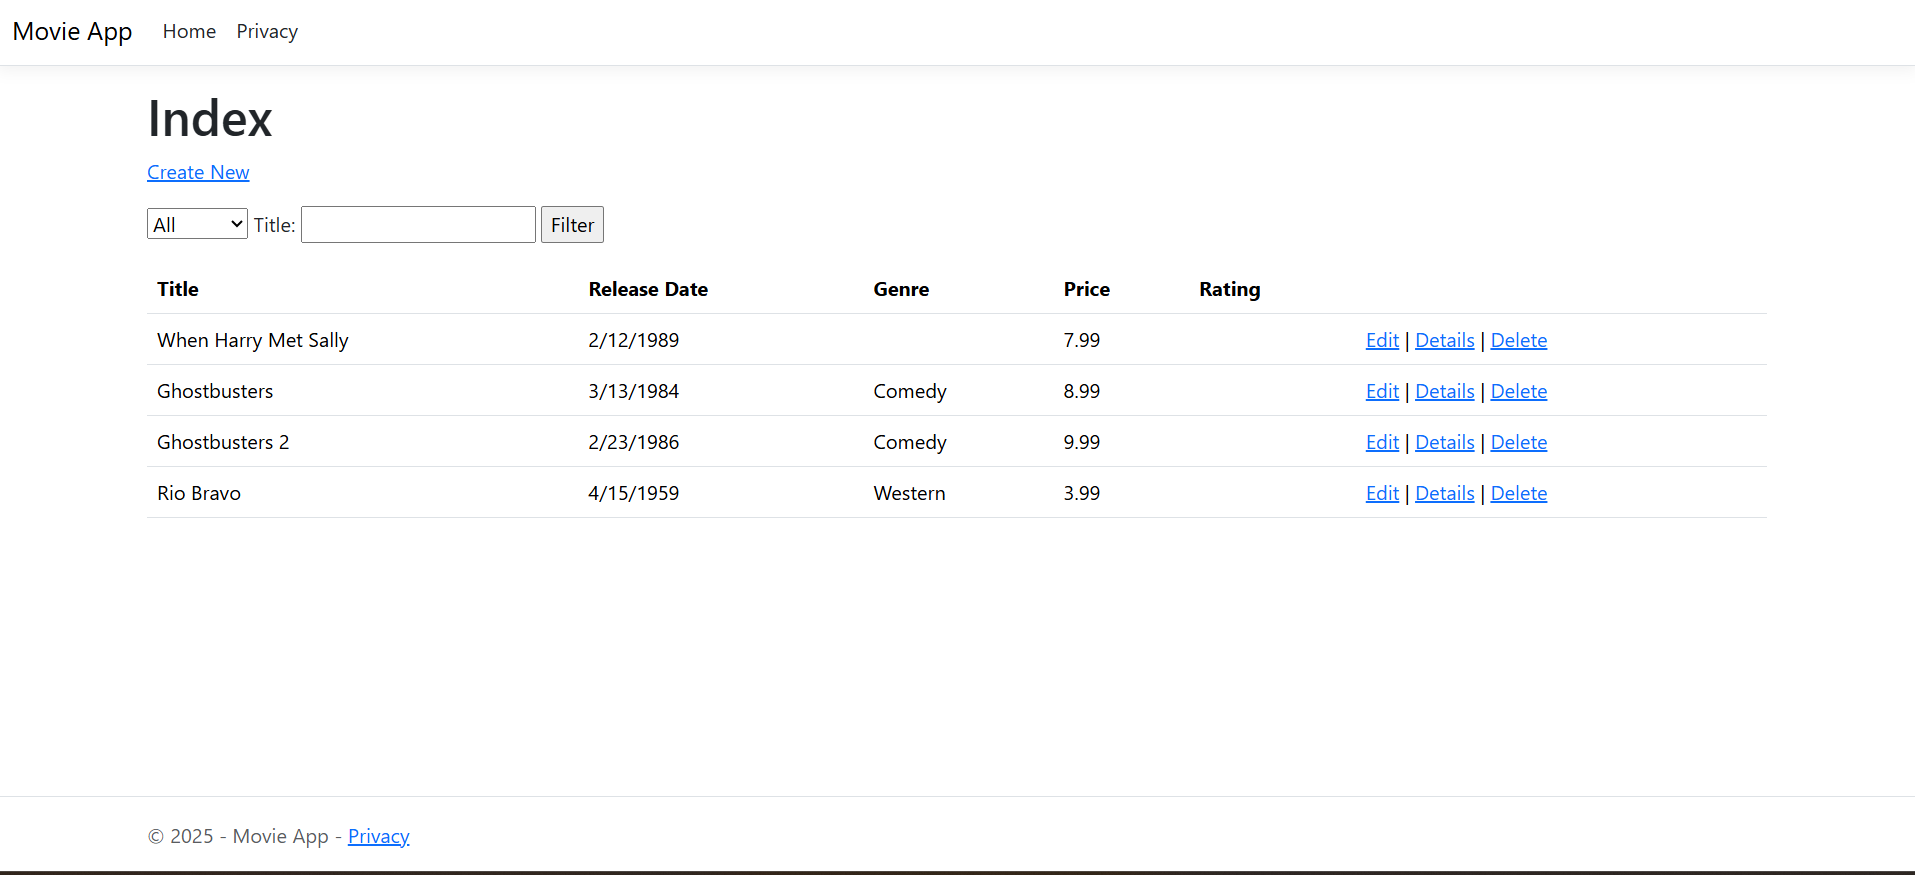 Movie App Home Privacy
Index
Create New
All Title: Filter
Title Release Date Genre Price Rating
When Harry Met Sally 2/12/1989 7.99 Edit | Details | Delete
Ghostbusters 3/13/1984 Comedy 8.99 Edit | Details | Delete
Ghostbusters 2 2/23/1986 Comedy 9.99 Edit | Details | Delete
Rio Bravo 4/15/1959 Western 3.99 Edit | Details | Delete
© 2025 - Movie App - Privacy